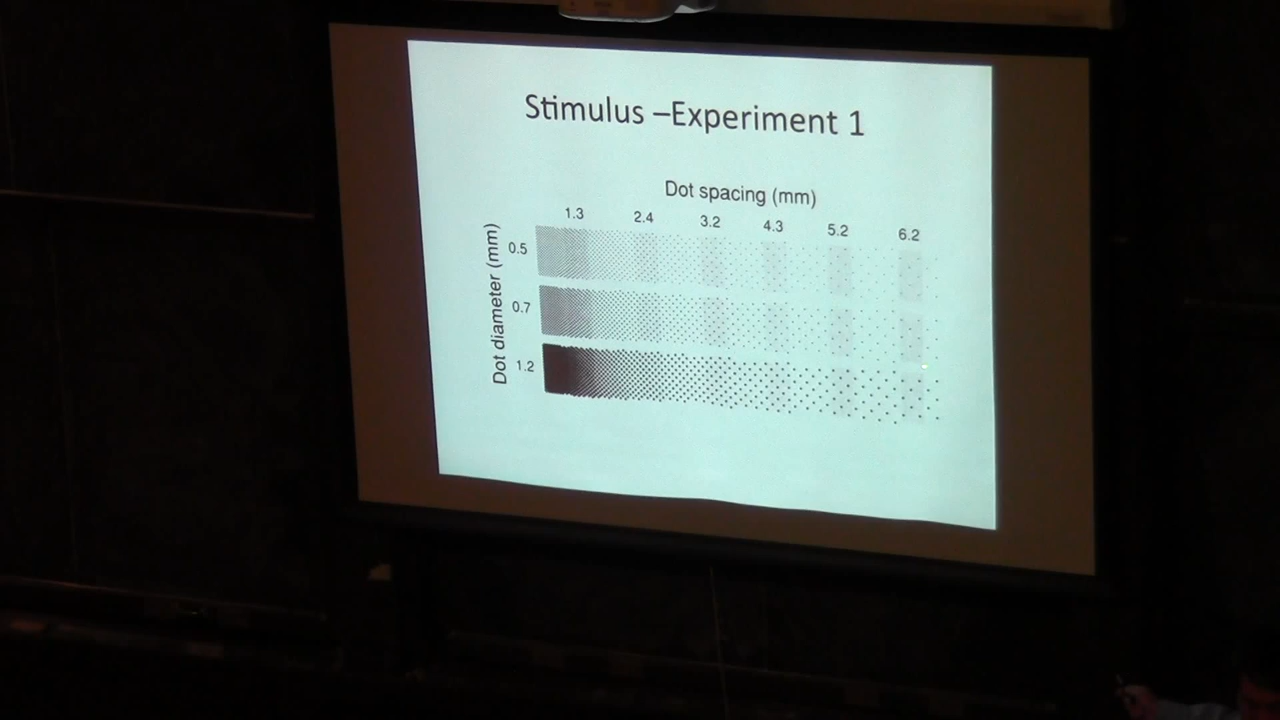 Stimulus –Experiment 1
Dot spacing (mm)
1.3 2.4 3.2 4.3 5.2 6.2
Dot diameter (mm)
0.5
0.7
1.2